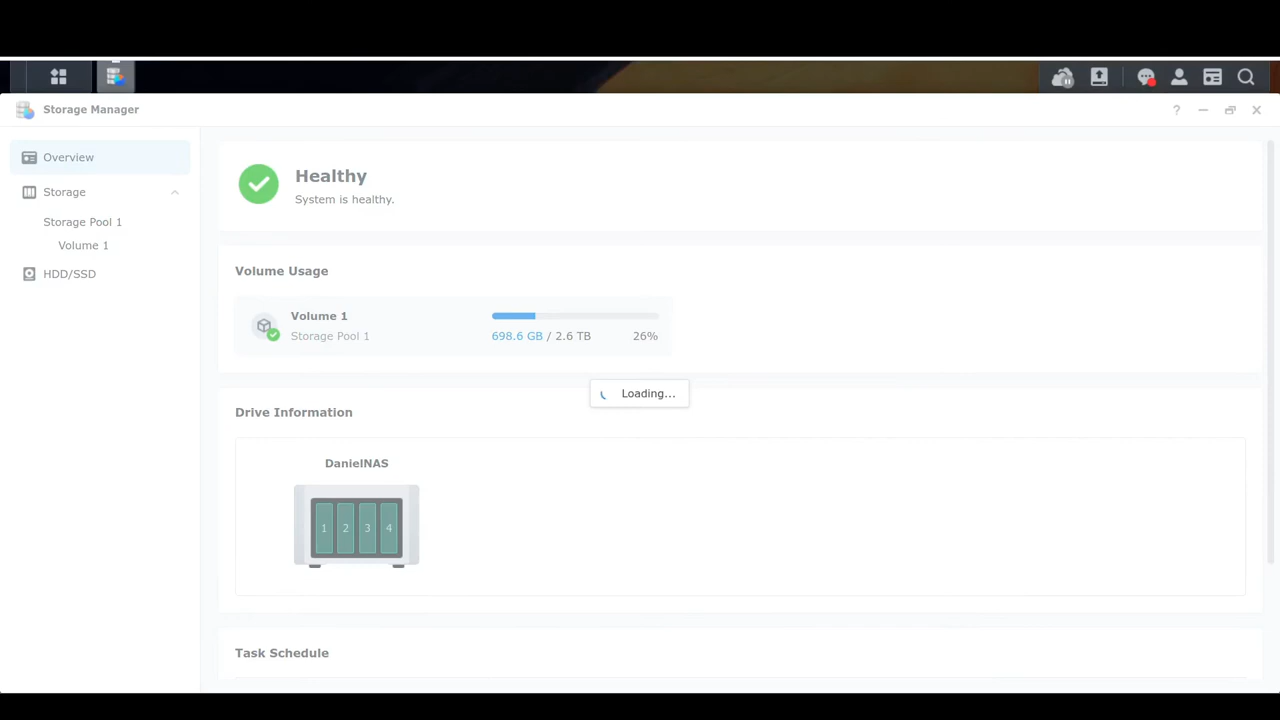 Storage Manager
?
Overview
Storage
Storage Pool 1
Volume 1
HDD/SSD
Healthy
System is healthy.
Volume Usage
Volume 1
Storage Pool 1
698.6 GB / 2.6 TB
26%
Loading...
Drive Information
DanielNAS
1 2 3 4
Task Schedule